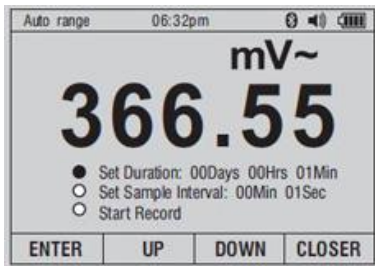 Auto range 06:32pm
mV~
366.55
Set Duration: 00Days 00Hrs 01Min
Set Sample Interval: 00Min 01Sec
Start Record
ENTER UP DOWN CLOSER